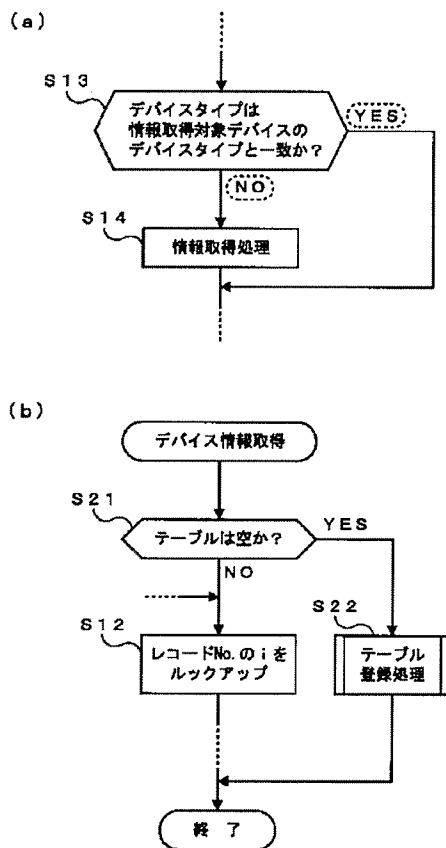 (a)
S13
デバイスタイプは
情報取得対象デバイスの
デバイスタイプと一致か?
YES
NO
S14
情報取得処理
(b)
デバイス情報取得
S21
テーブルは空か?
YES
NO
S22
S12
レコードNo.のiを
ルックアップ
テーブル
登録処理
終 了